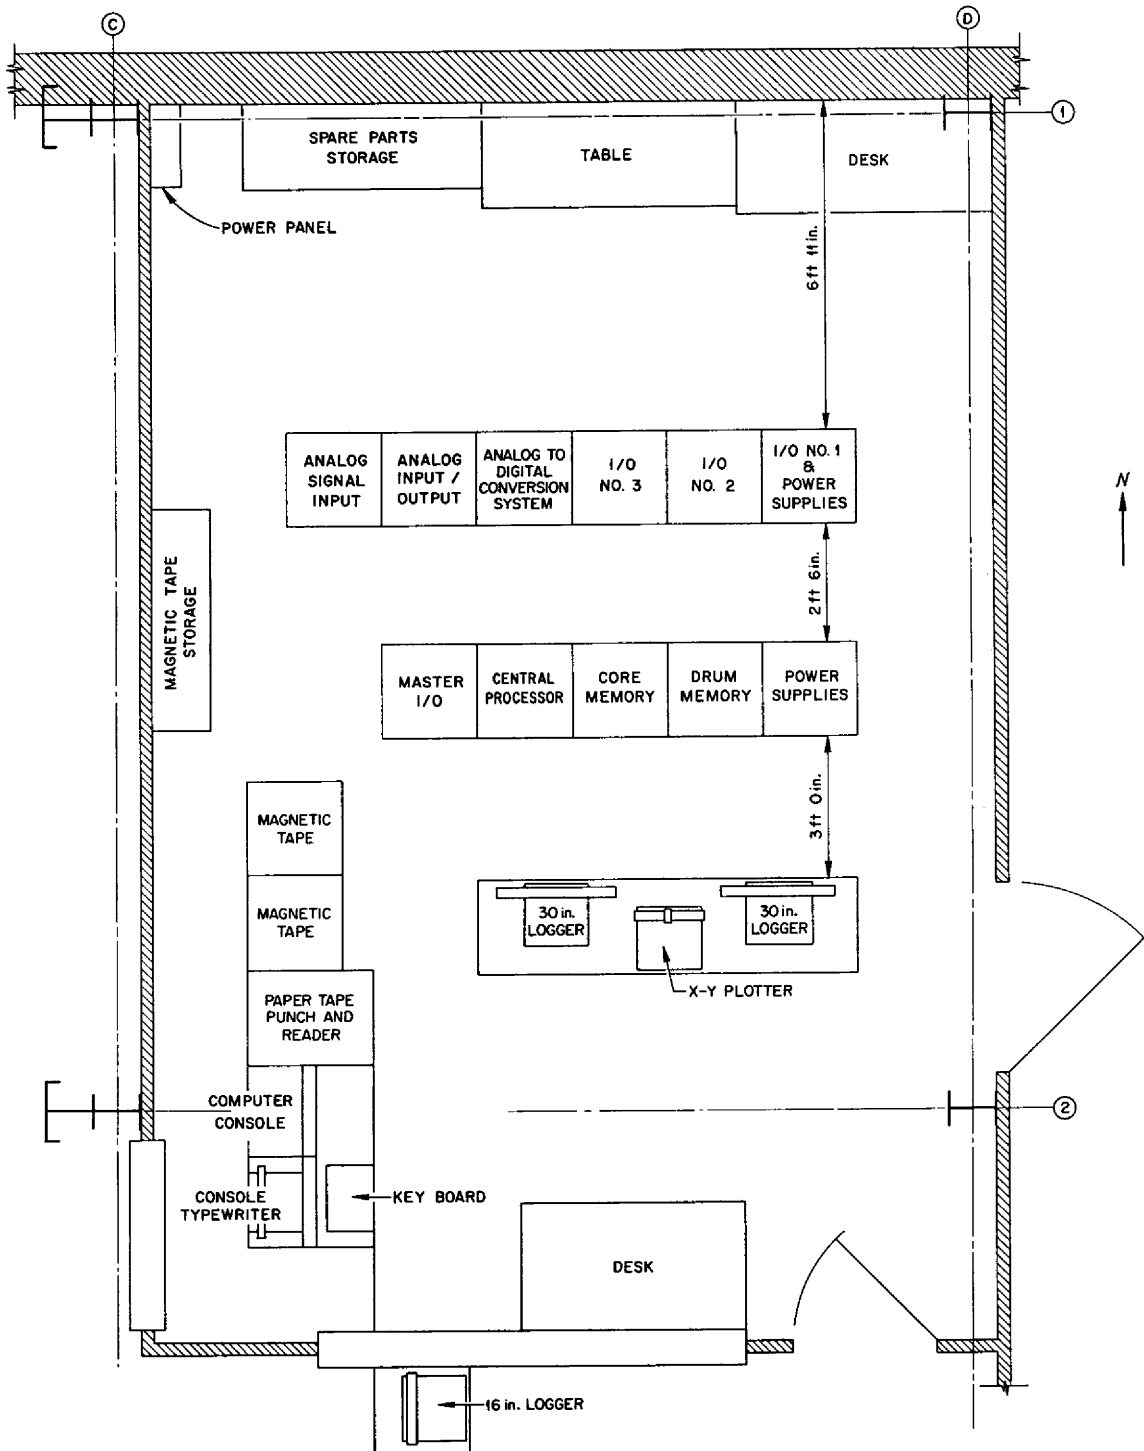 C
D
1
SPARE PARTS
STORAGE
TABLE
DESK
POWER PANEL
6 ft 11 in.
ANALOG
SIGNAL
INPUT
ANALOG
INPUT /
OUTPUT
ANALOG TO
DIGITAL
CONVERSION
SYSTEM
I/O
NO. 3
I/O
NO. 2
I/O NO. 1
&
POWER
SUPPLIES
N
MAGNETIC TAPE
STORAGE
2 ft 6 in.
MASTER
I/O
CENTRAL
PROCESSOR
CORE
MEMORY
DRUM
MEMORY
POWER
SUPPLIES
3 ft 0 in.
MAGNETIC
TAPE
MAGNETIC
TAPE
30 in.
LOGGER
30 in.
LOGGER
X-Y PLOTTER
PAPER TAPE
PUNCH AND
READER
COMPUTER
CONSOLE
2
CONSOLE
TYPEWRITER
KEY BOARD
DESK
16 in. LOGGER